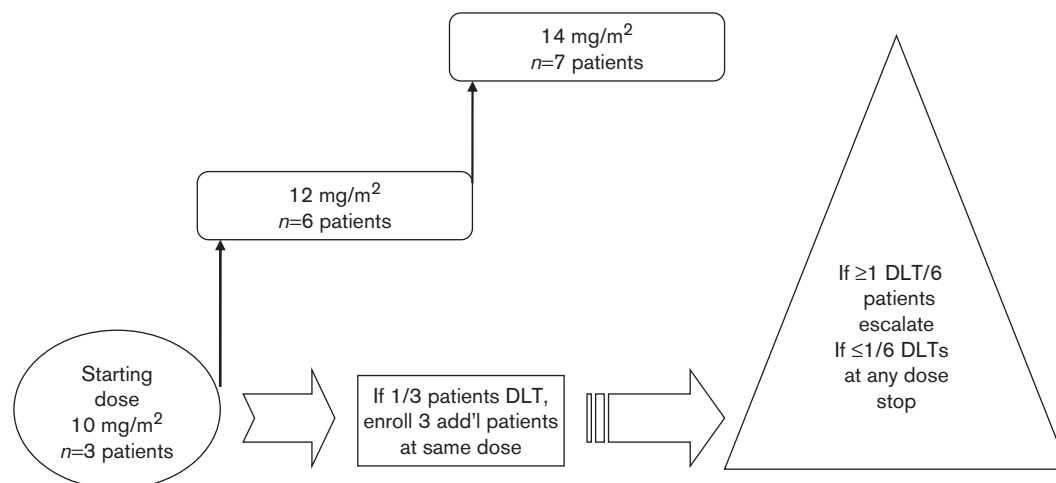 14 mg/m²
n=7 patients
12 mg/m²
n=6 patients
Starting
dose
10 mg/m²
n=3 patients
If 1/3 patients DLT,
enroll 3 add'l patients
at same dose
If ≥1 DLT/6
patients
escalate
If ≤1/6 DLTs
at any dose
stop